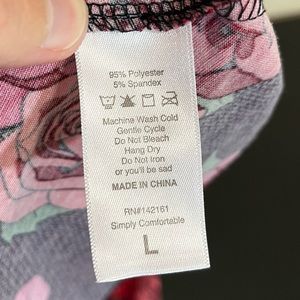 95% Polyester
5% Spandex
Machine Wash Cold
Gentle Cycle
Do Not Bleach
Hang Dry
Do Not Iron
or you'll be sad
MADE IN CHINA
RN#142161
Simply Comfortable
L